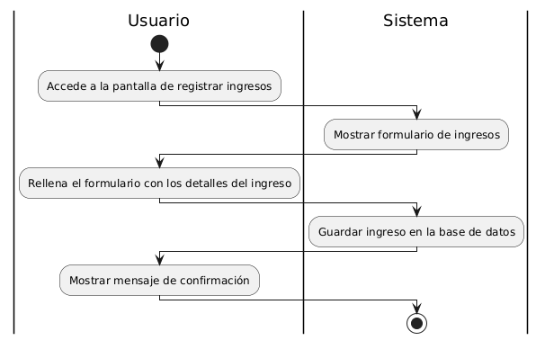 Usuario
Sistema
Accede a la pantalla de registrar ingresos
Mostrar formulario de ingresos
Rellena el formulario con los detalles del ingreso
Guardar ingreso en la base de datos
Mostrar mensaje de confirmación